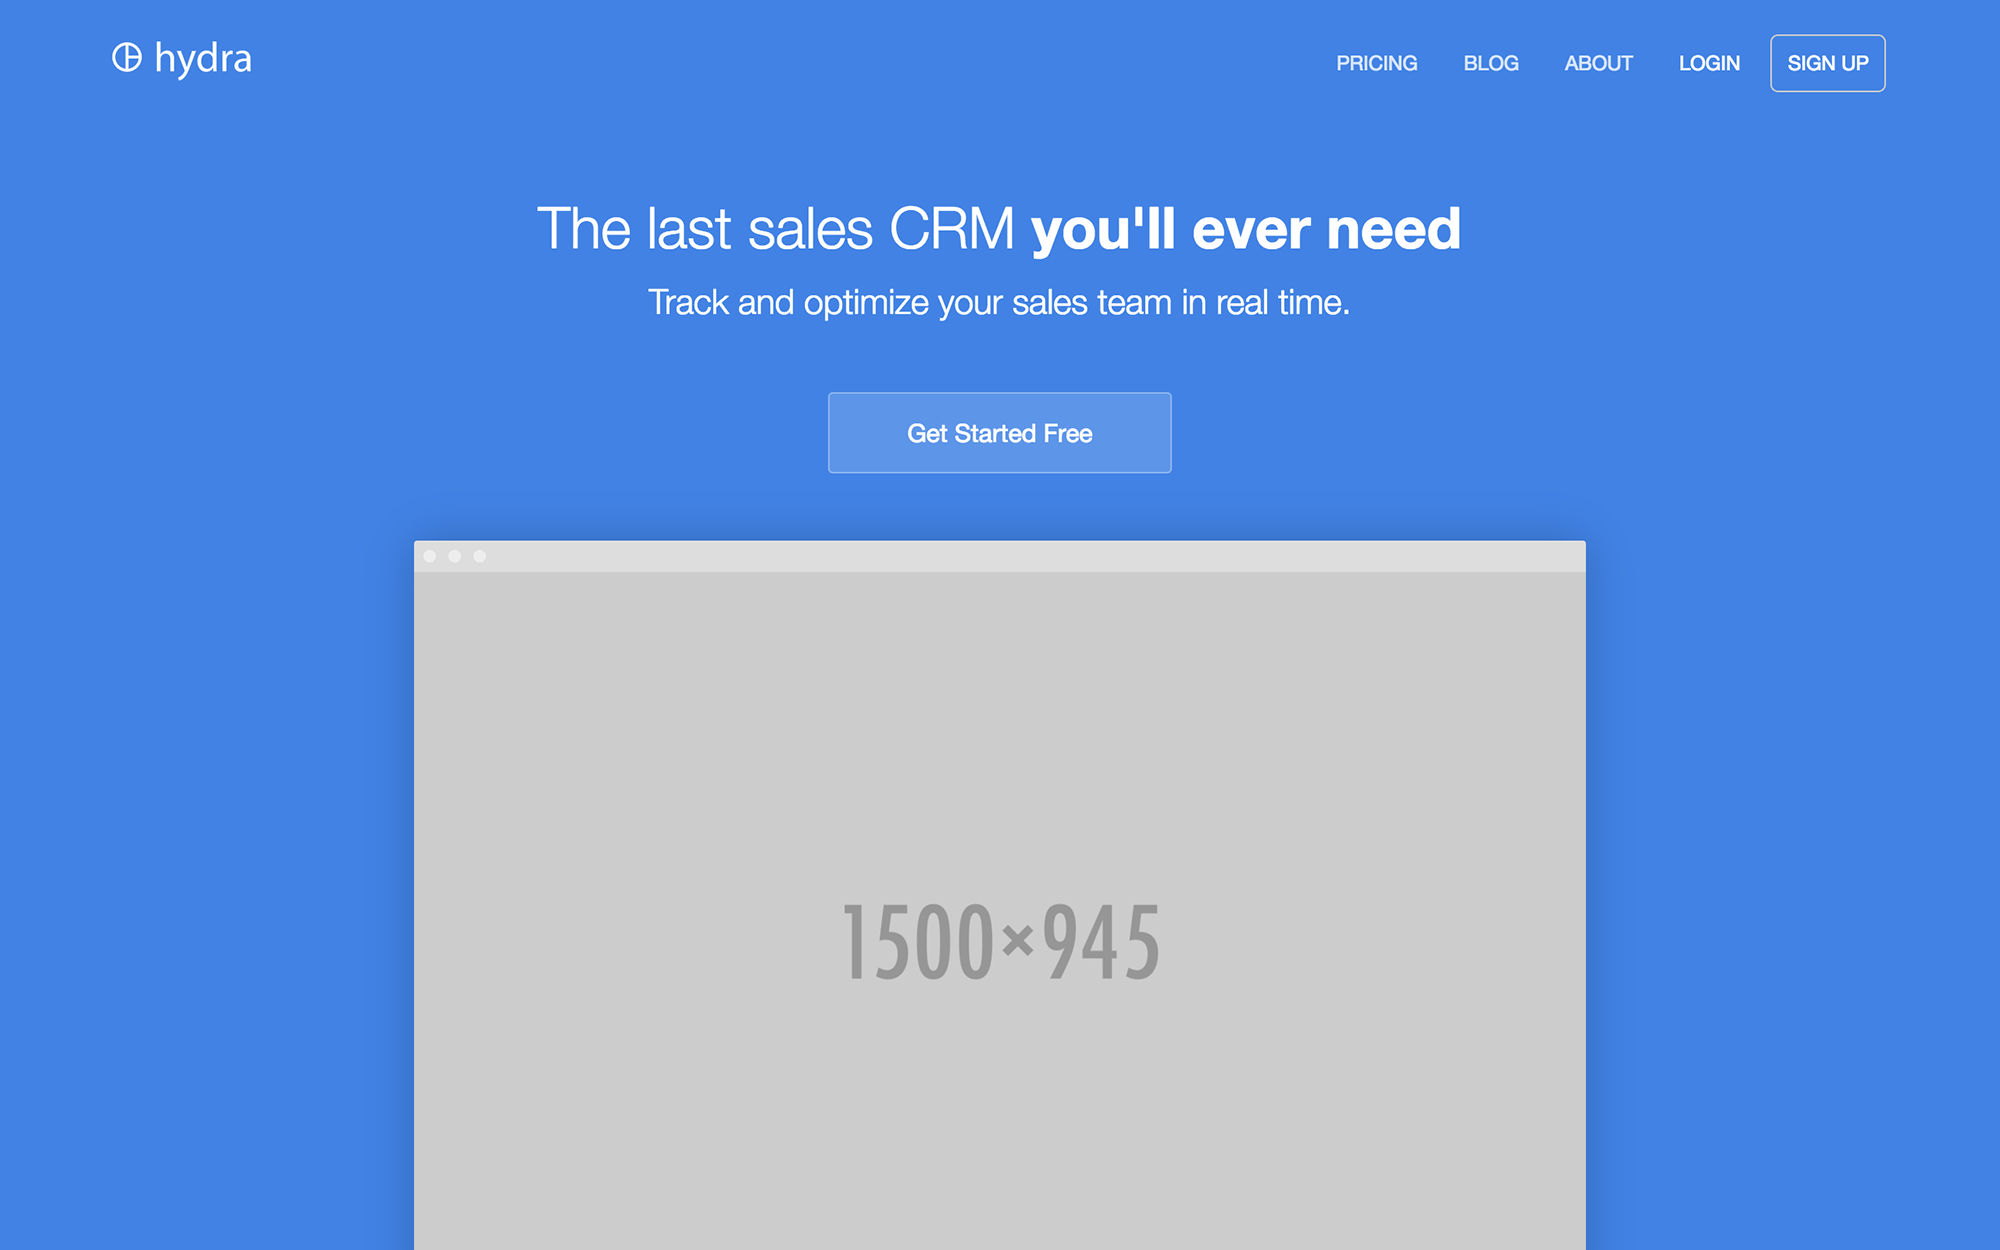 hydra
PRICING BLOG ABOUT LOGIN SIGN UP
The last sales CRM you'll ever need
Track and optimize your sales team in real time.
Get Started Free
1500×945